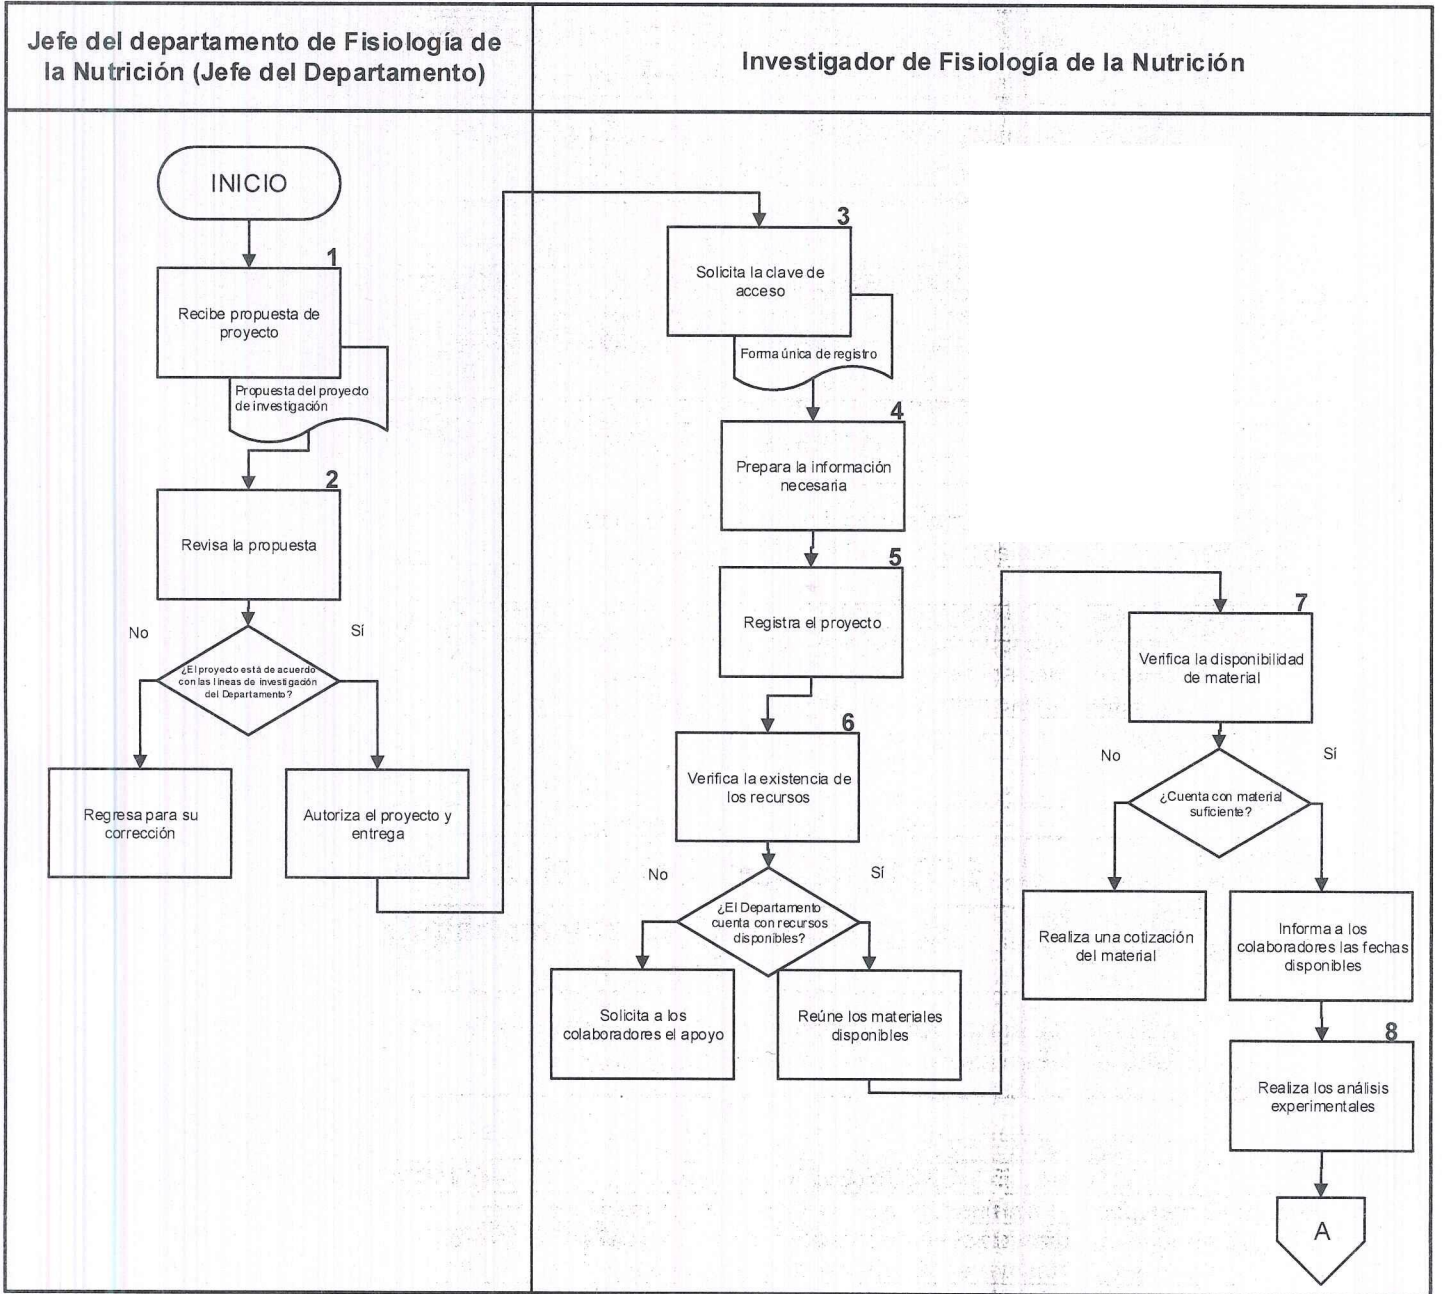 Jefe del departamento de Fisiología de
la Nutrición (Jefe del Departamento)
Investigador de Fisiología de la Nutrición
INICIO
1
Recibe propuesta de
proyecto
Propuesta del proyecto
de investigación
2
Revisa la propuesta
No
Sí
¿El proyecto está de acuerdo
con las líneas de investigación
del Departamento?
Regresa para su
corrección
Autoriza el proyecto y
entrega
3
Solicita la clave de
acceso
Forma única de registro
4
Prepara la información
necesaria
5
Registra el proyecto
6
Verifica la existencia de
los recursos
No
Sí
¿El Departamento
cuenta con recursos
disponibles?
Solicita a los
colaboradores el apoyo
Reúne los materiales
disponibles
7
Verifica la disponibilidad
de material
No
Sí
¿Cuenta con material
suficiente?
Realiza una cotización
del material
Informa a los
colaboradores las fechas
disponibles
8
Realiza los análisis
experimentales
A